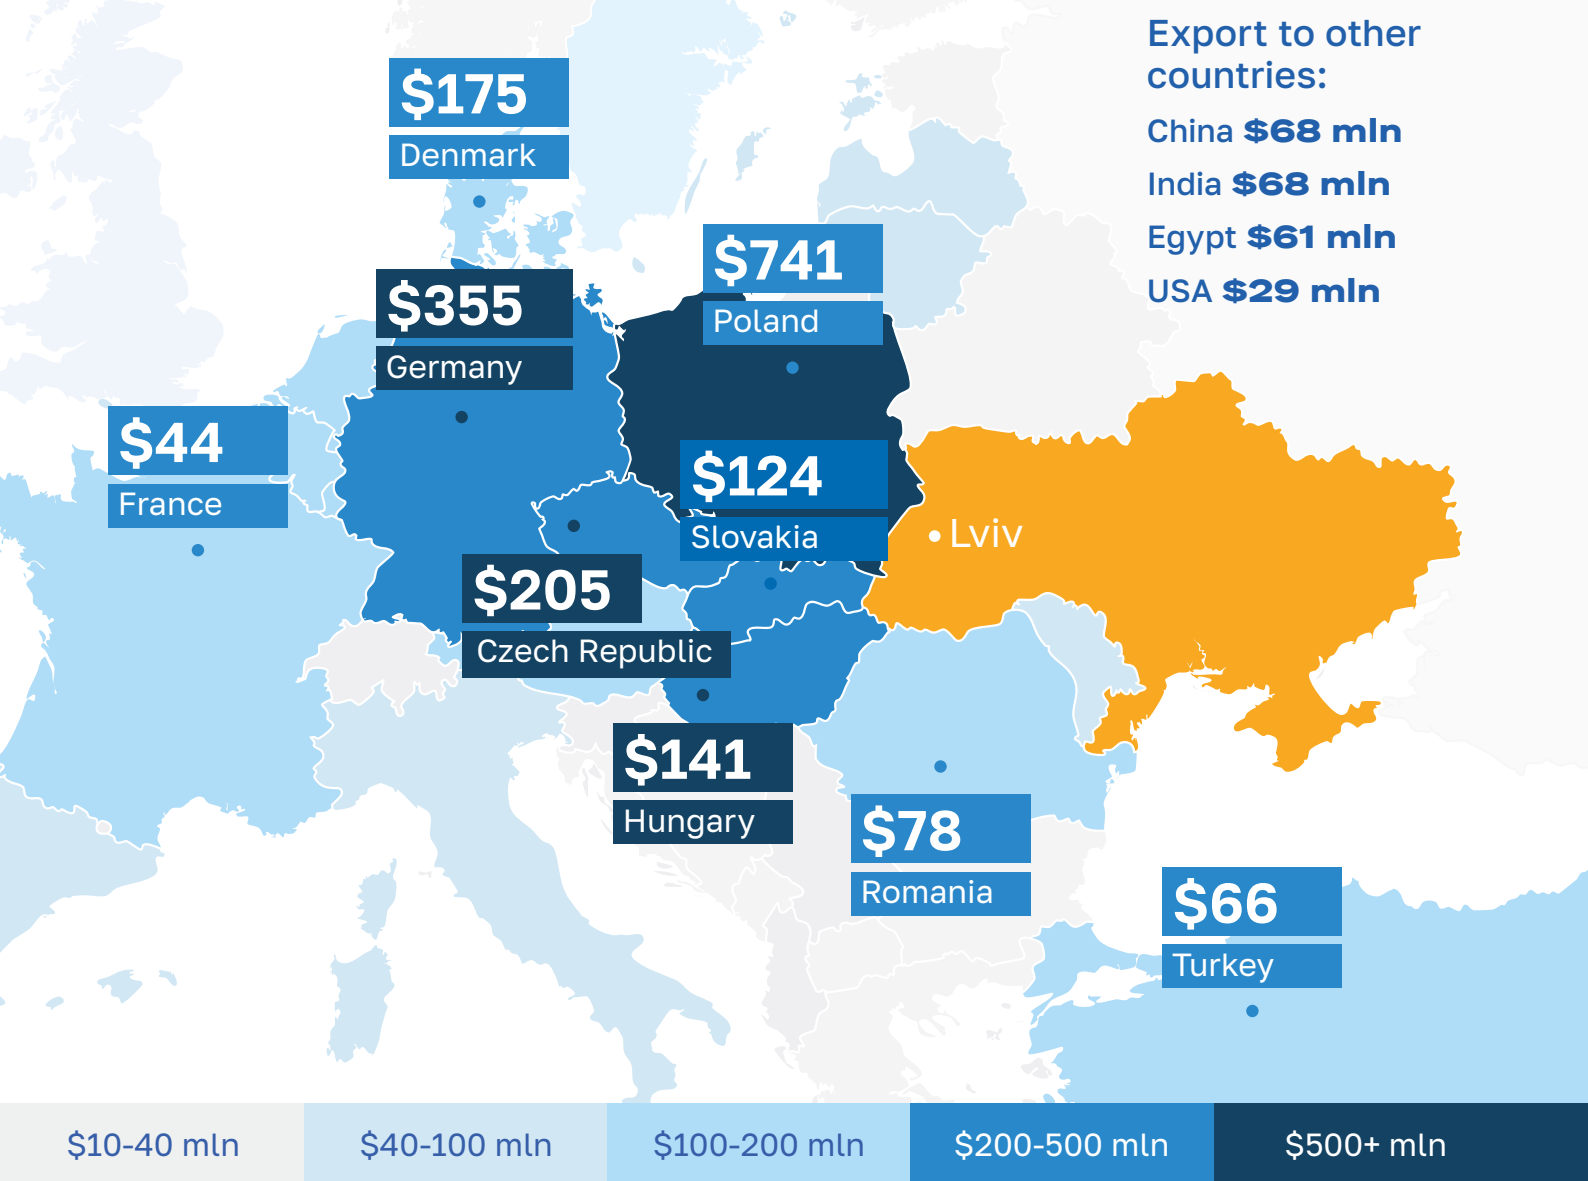 Export to other
countries:
China $68 mln
India $68 mln
Egypt $61 mln
USA $29 mln
$175
Denmark
$741
Poland
$355
Germany
$44
France
$124
Slovakia
Lviv
$205
Czech Republic
$141
Hungary
$78
Romania
$66
Turkey
$10-40 mln
$40-100 mln
$100-200 mln
$200-500 mln
$500+ mln